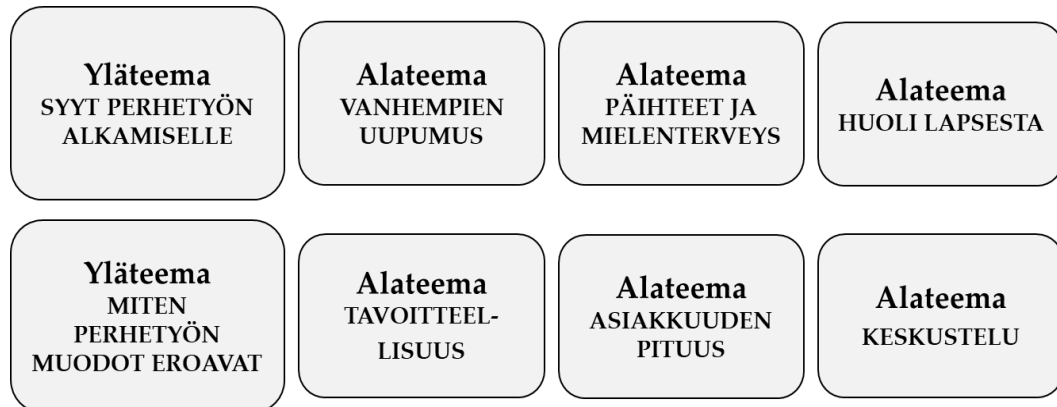 Yläteema
SYYT PERHETYÖN
ALKAMISELLE
Alateema
VANHEMPIEN
UUPUMUS
Alateema
PÄIHTEET JA
MIELENTERVEYS
Alateema
HUOLI LAPSESTA
Yläteema
MITEN
PERHETYÖN
MUODOT EROAVAT
Alateema
TAVOITTEEL-
LISUUS
Alateema
ASIAKKUUDEN
PITUUS
Alateema
KESKUSTELU